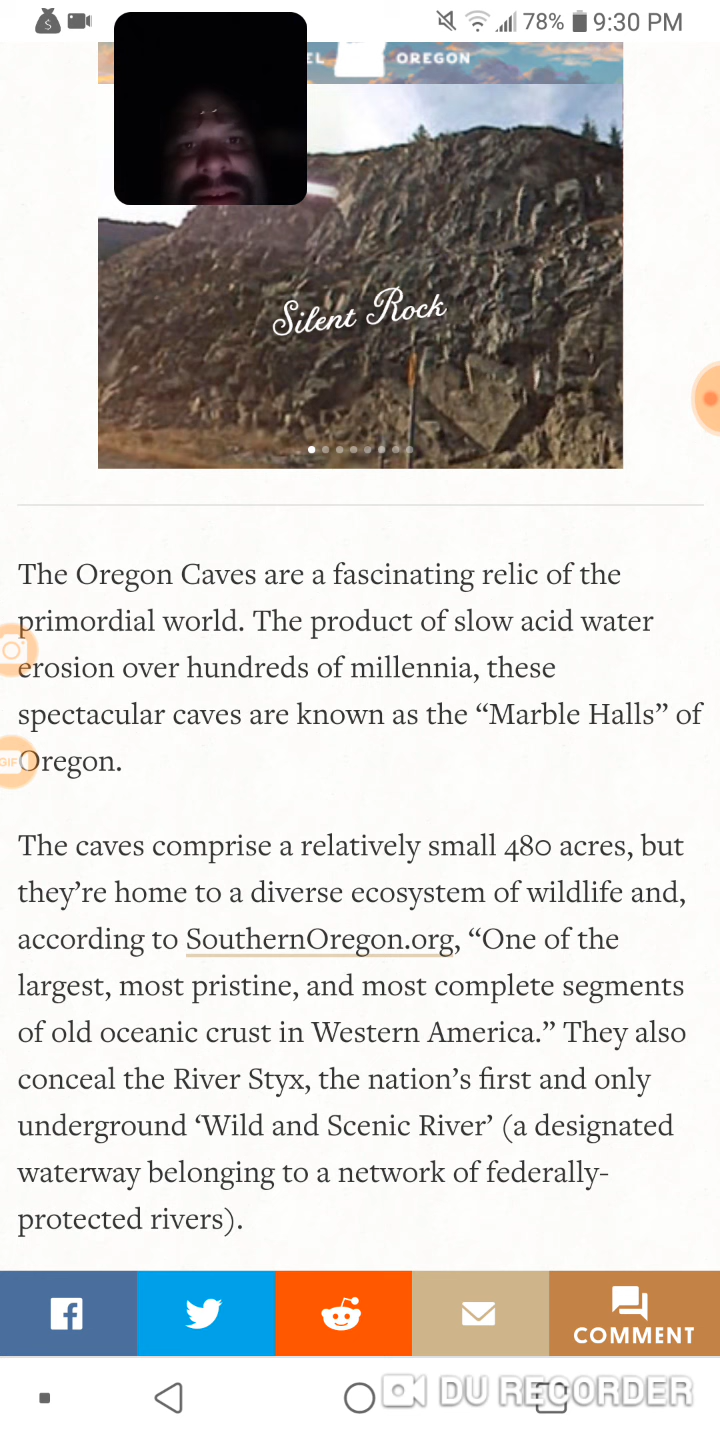 78% 9:30 PM
EL OREGON
Silent Rock
The Oregon Caves are a fascinating relic of the
primordial world. The product of slow acid water
erosion over hundreds of millennia, these
spectacular caves are known as the “Marble Halls” of
GIF Oregon.
The caves comprise a relatively small 480 acres, but
they’re home to a diverse ecosystem of wildlife and,
according to SouthernOregon.org, “One of the
largest, most pristine, and most complete segments
of old oceanic crust in Western America.” They also
conceal the River Styx, the nation’s first and only
underground ‘Wild and Scenic River’ (a designated
waterway belonging to a network of federally-
protected rivers).
COMMENT
DU RECORDER